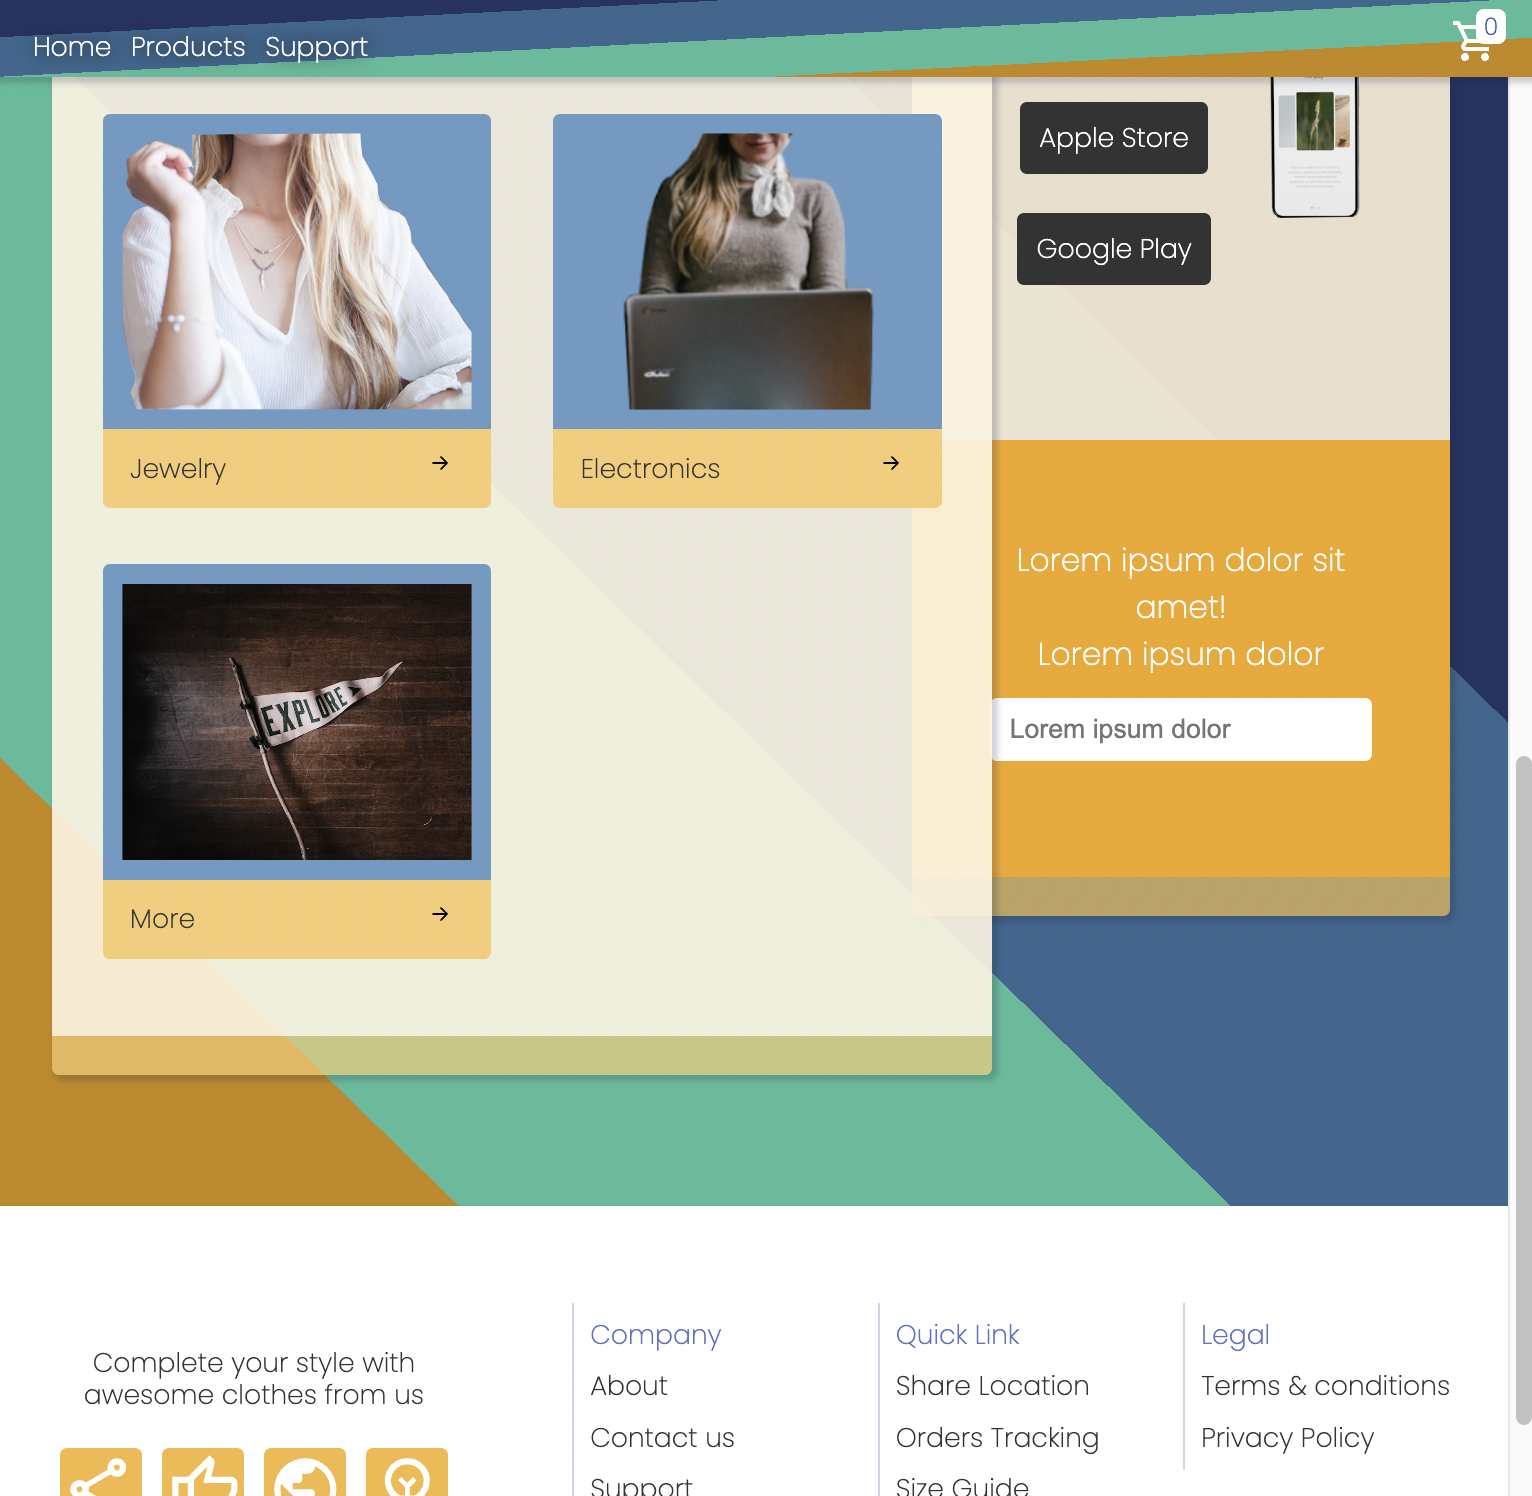 Home Products Support
0
Apple Store
Google Play
Jewelry
Electronics
EXPLORE
More
Lorem ipsum dolor sit
amet!
Lorem ipsum dolor
Lorem ipsum dolor
Complete your style with
awesome clothes from us
Company
About
Contact us
Support
Quick Link
Share Location
Orders Tracking
Size Guide
Legal
Terms & conditions
Privacy Policy